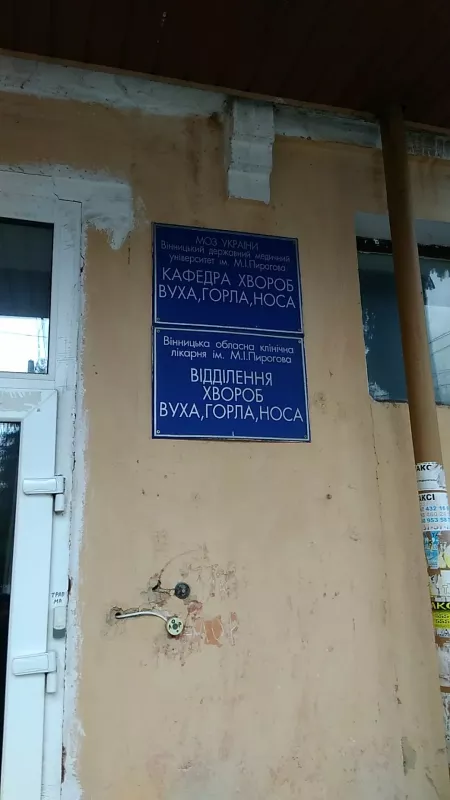 МОЗ УКРАЇНИ
Вінницький державний медичний
університет ім. М.І.Пирогова
КАФЕДРА ХВОРОБ
ВУХА,ГОРЛА,НОСА
Вінницька обласна клінічна
лікарня ім. М.І.Пирогова
ВІДДІЛЕННЯ
ХВОРОБ
ВУХА,ГОРЛА,НОСА